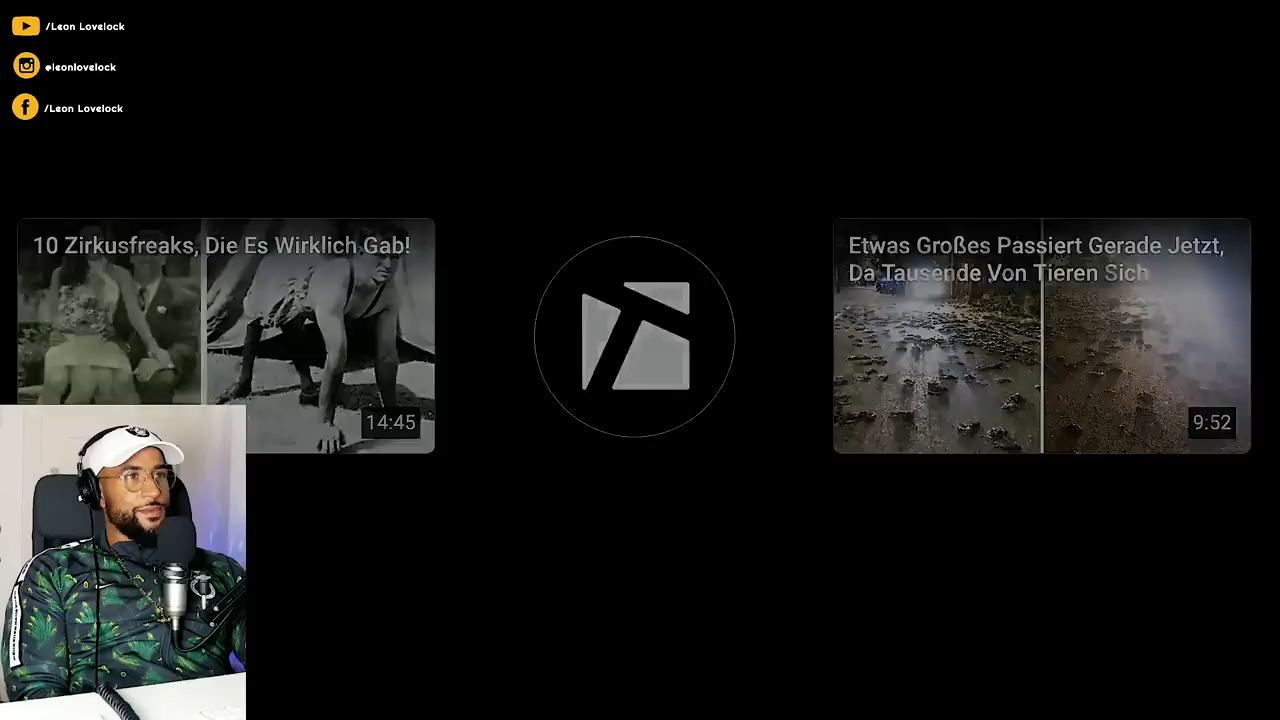 /Leon Lovelock
@leonlovelock
/Leon Lovelock
10 Zirkusfreaks, Die Es Wirklich Gab!
14:45
Etwas Großes Passiert Gerade Jetzt,
Da Tausende Von Tieren Sich
9:52